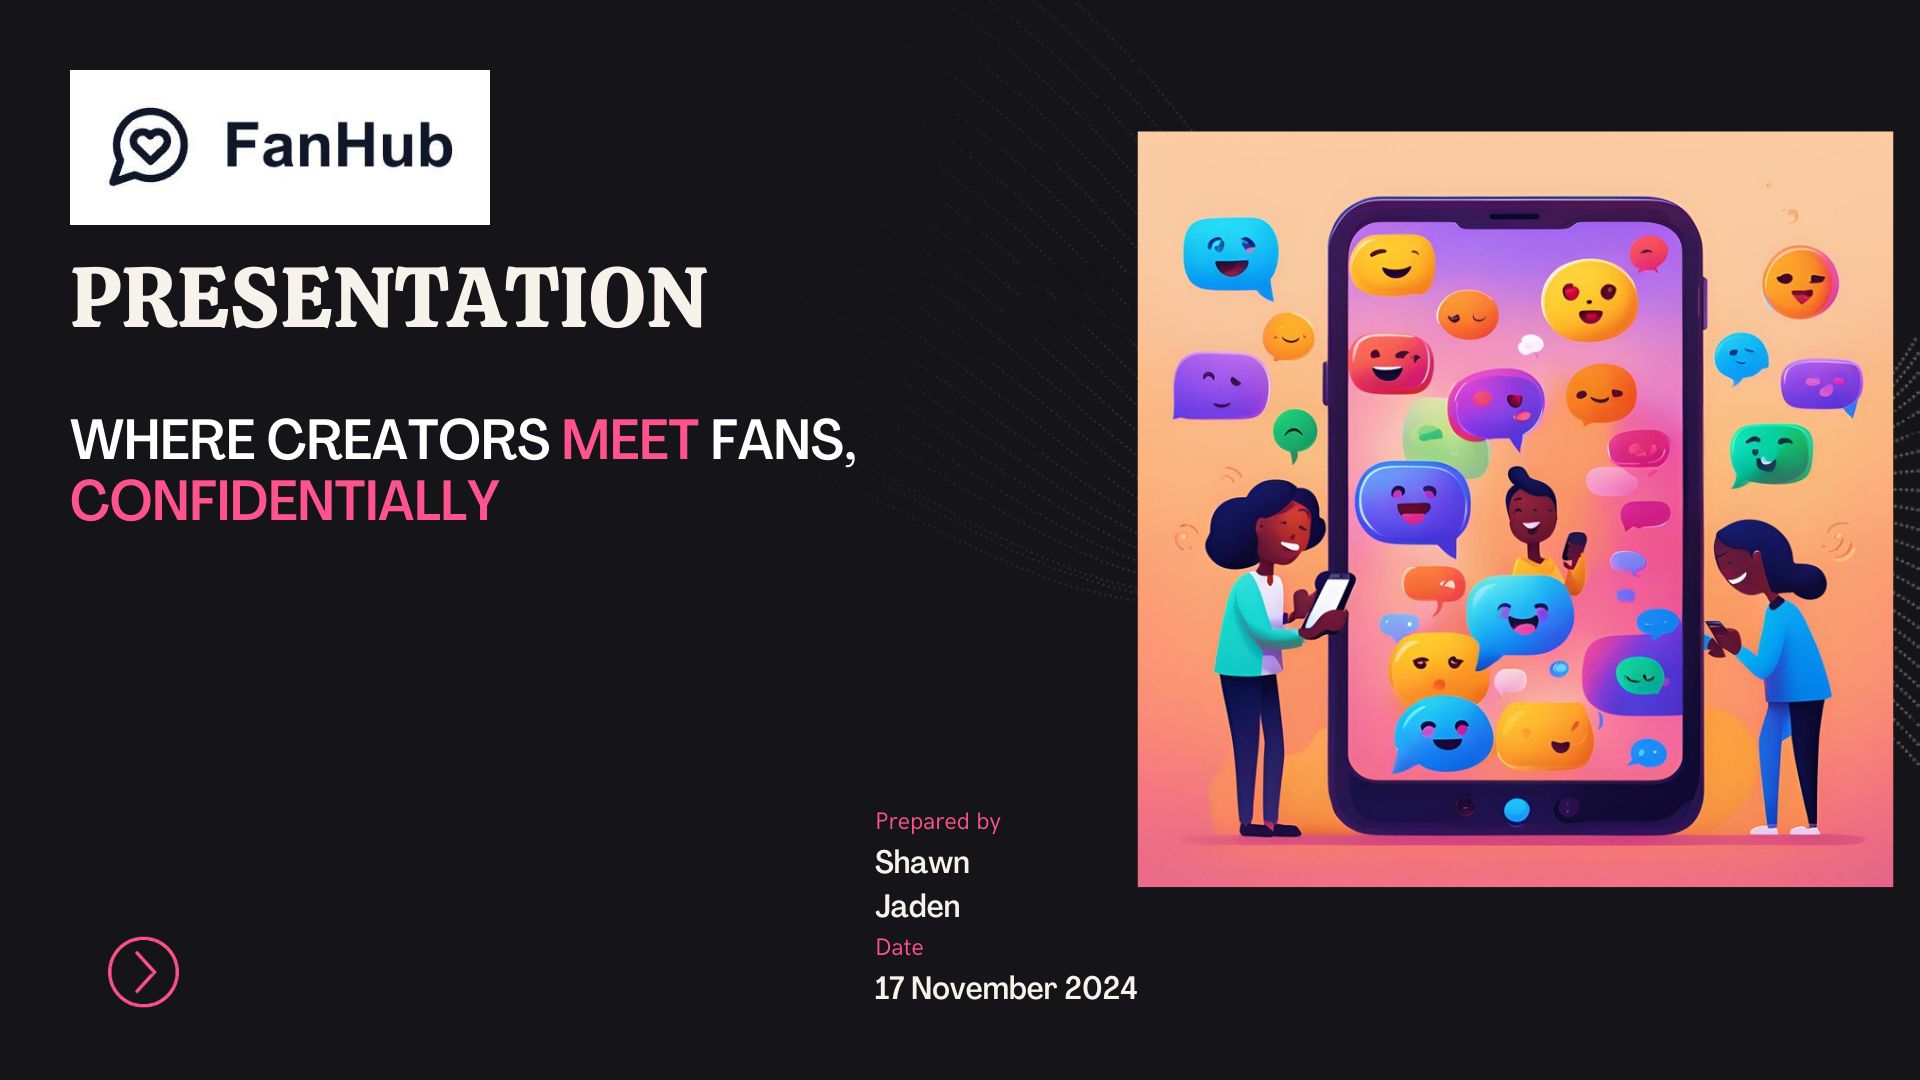 FanHub
PRESENTATION
WHERE CREATORS MEET FANS,
CONFIDENTIALLY
Prepared by
Shawn
Jaden
Date
17 November 2024